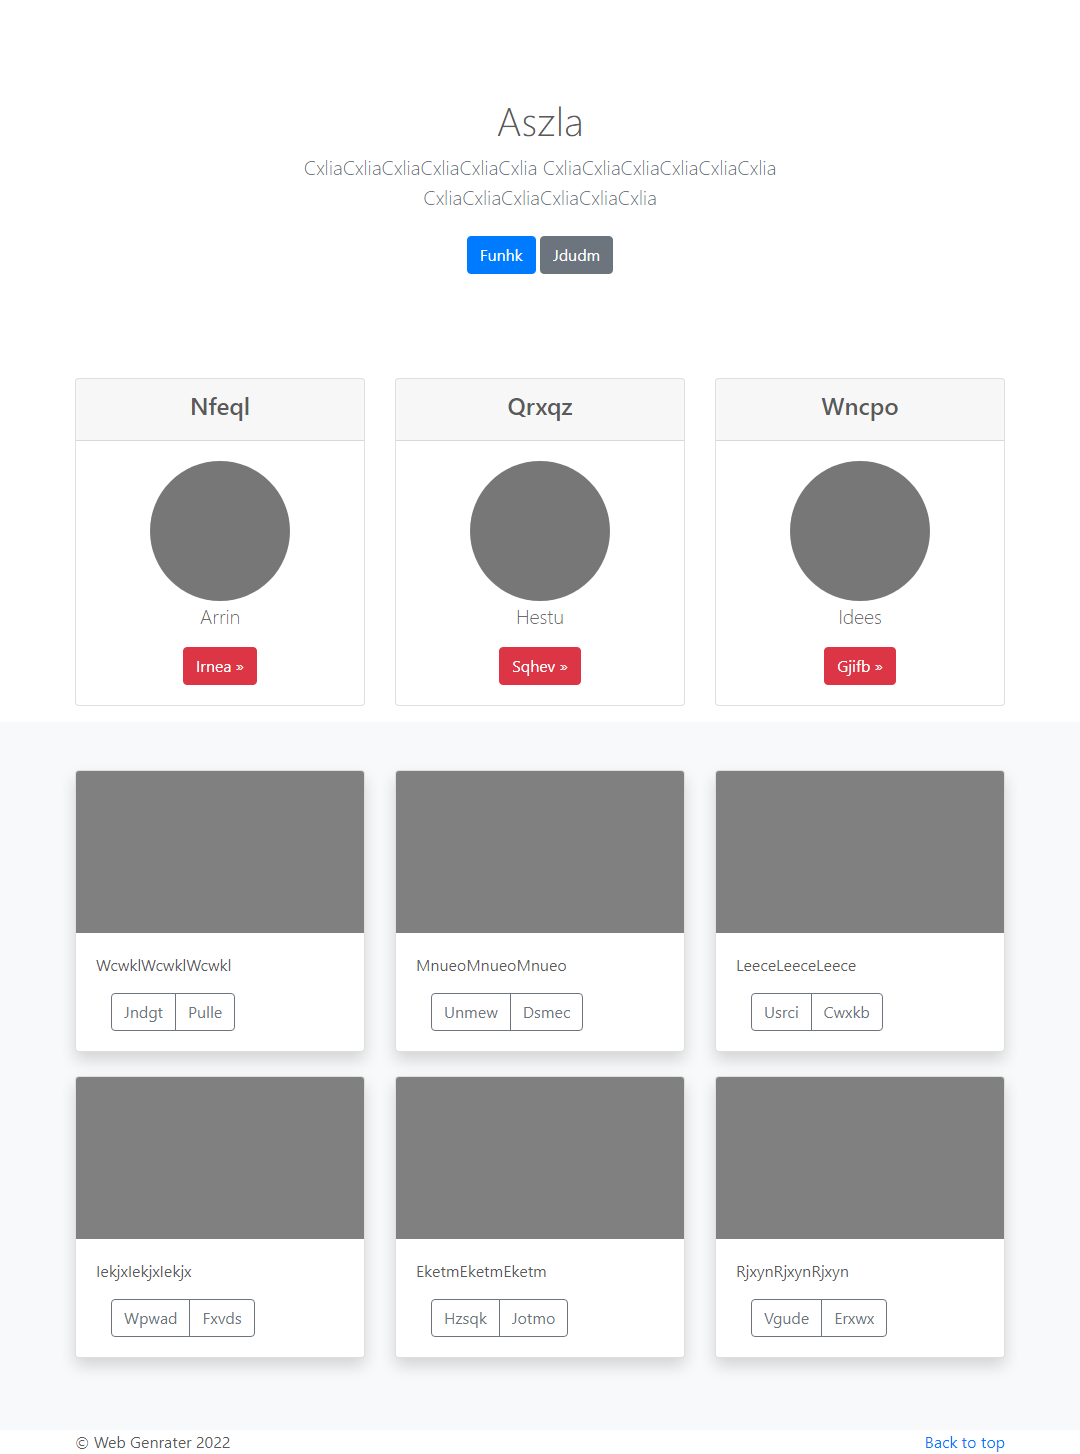 Aszla
CxliaCxliaCxliaCxliaCxliaCxlia CxliaCxliaCxliaCxliaCxliaCxlia
CxliaCxliaCxliaCxliaCxliaCxlia
Funhk Jdudm
Nfeql Qrxqz Wncpo
Arrin Hestu Idees
Irnea » Sqhev » Gjifb »
WcwklWcwklWcwkl MnueoMnueoMnueo LeeceLeeceLeece
Jndgt Pulle Unmew Dsmec Usrci Cwxkb
IekjxIekjxIekjx EketmEketmEketm RjxynRjxynRjxyn
Wpwad Fxvds Hzsqk Jotmo Vgude Erxwx
© Web Genrater 2022 Back to top